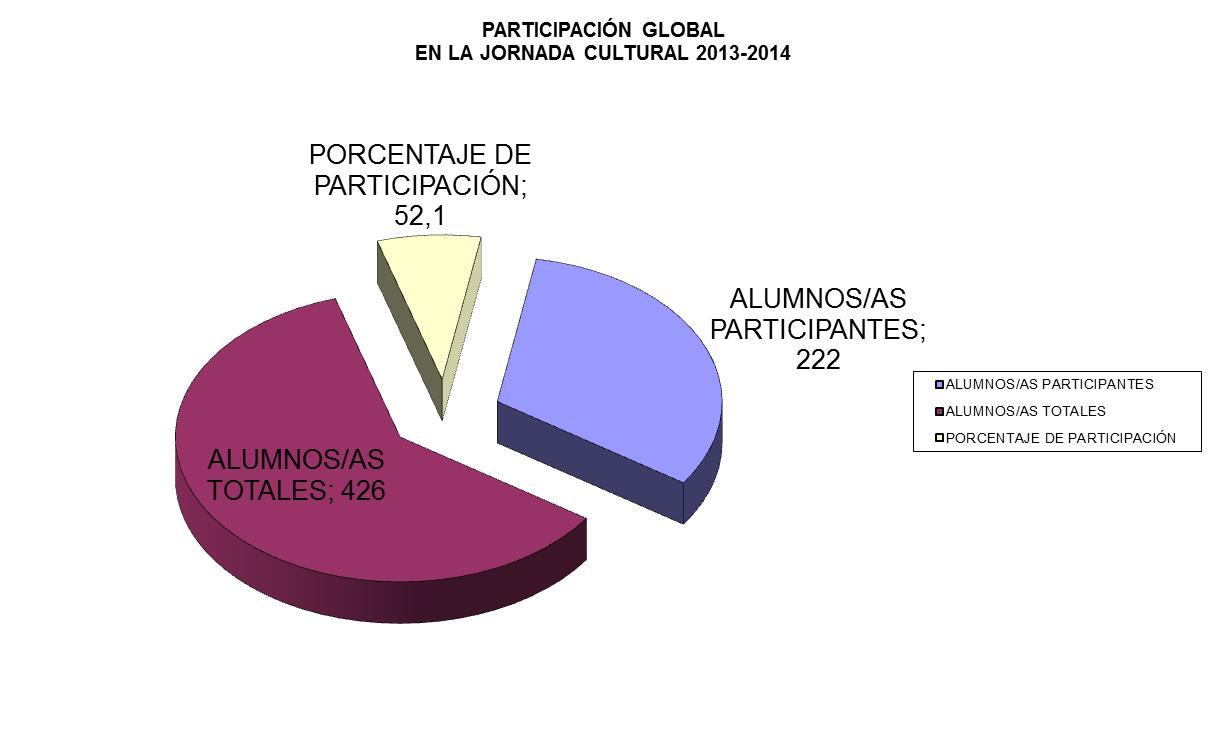 PARTICIPACIÓN GLOBAL
EN LA JORNADA CULTURAL 2013-2014
PORCENTAJE DE
PARTICIPACIÓN;
52,1
ALUMNOS/AS
PARTICIPANTES;
222
ALUMNOS/AS
TOTALES; 426
ALUMNOS/AS PARTICIPANTES
ALUMNOS/AS TOTALES
PORCENTAJE DE PARTICIPACIÓN